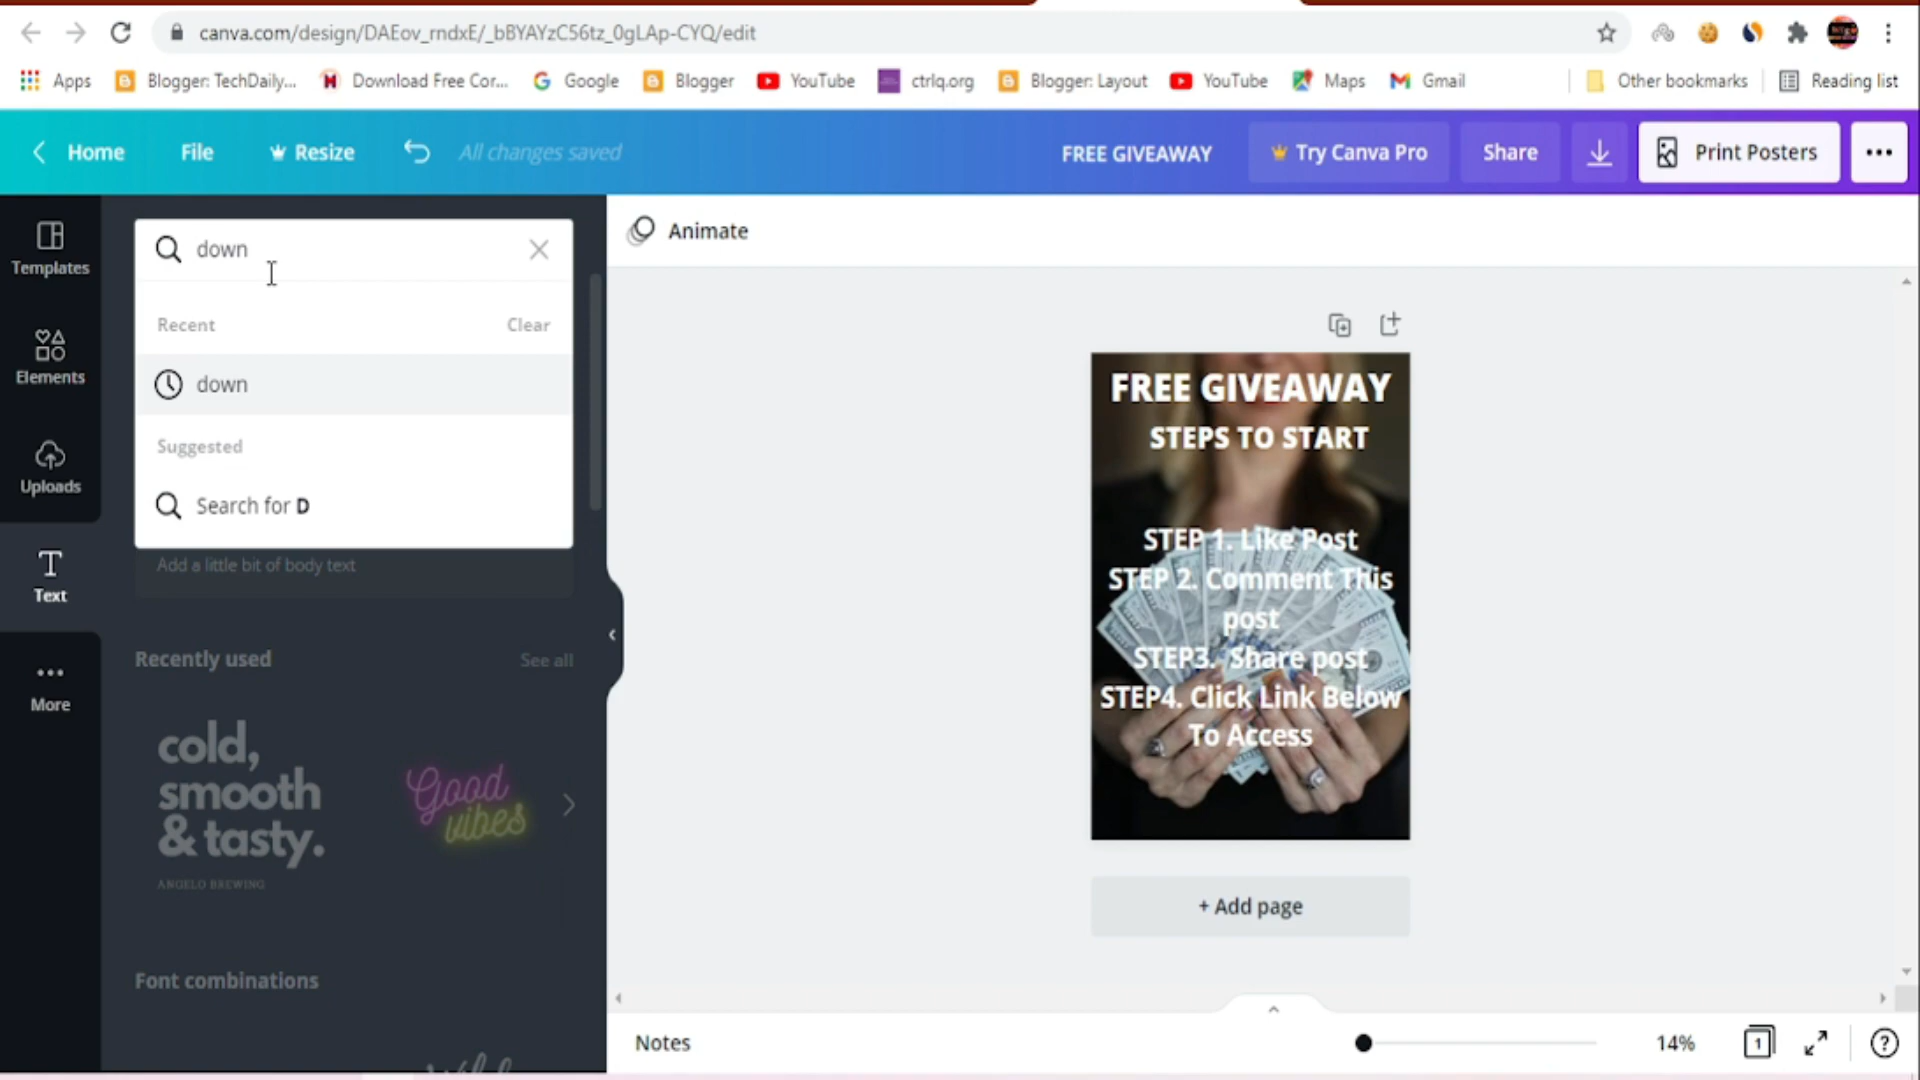 canva.com/design/DAEov_rndxE/_bBYAYzC56tz_0gLAp-CYQ/edit
Apps
Blogger: TechDaily...
Download Free Cor...
Google
Blogger
YouTube
ctrlq.org
Blogger: Layout
YouTube
Maps
Gmail
Other bookmarks
Reading list
Home
File
Resize
All changes saved
FREE GIVEAWAY
Try Canva Pro
Share
Print Posters
Templates
Elements
Uploads
Text
More
down
Recent
Clear
down
Suggested
Search for D
Add a little bit of body text
Recently used
See all
cold,
smooth
& tasty.
ANGELO BREWING
Good
vibes
Font combinations
Animate
FREE GIVEAWAY
STEPS TO START
STEP 1. Like Post
STEP 2. Comment This
post
STEP3. Share post
STEP4. Click Link Below
To Access
+ Add page
Notes
14%
1